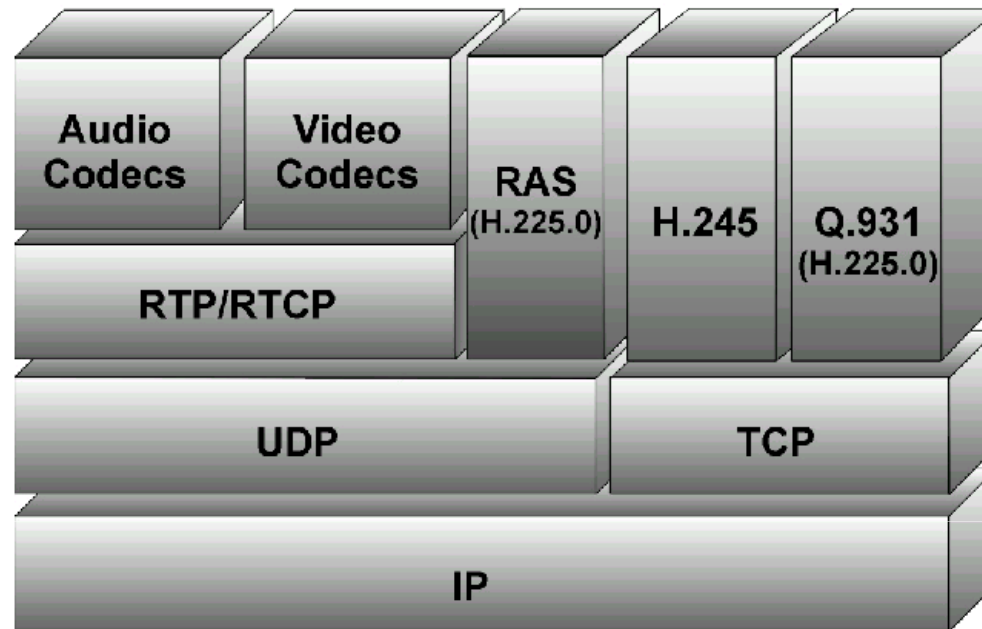 Audio
Codecs
Video
Codecs
RAS
(H.225.0)
H.245
Q.931
(H.225.0)
RTP/RTCP
UDP
TCP
IP